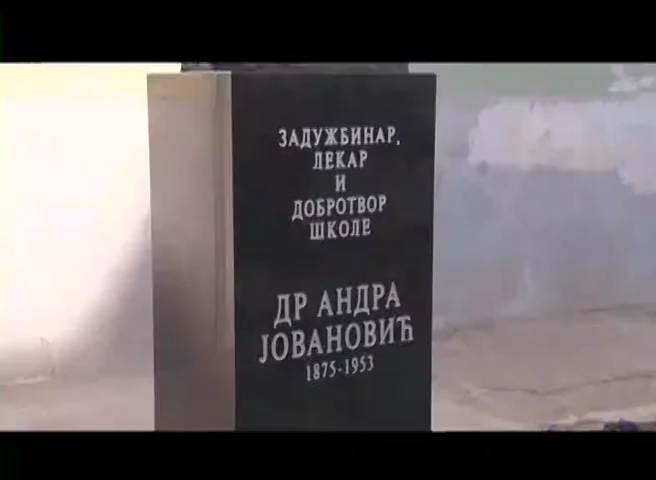 ЗАДУЖБИНАР,
ЛЕКАР
И
ДОБРОТВОР
ШКОЛЕ
ДР АНДРА
ЈОВАНОВИЋ
1875-1953